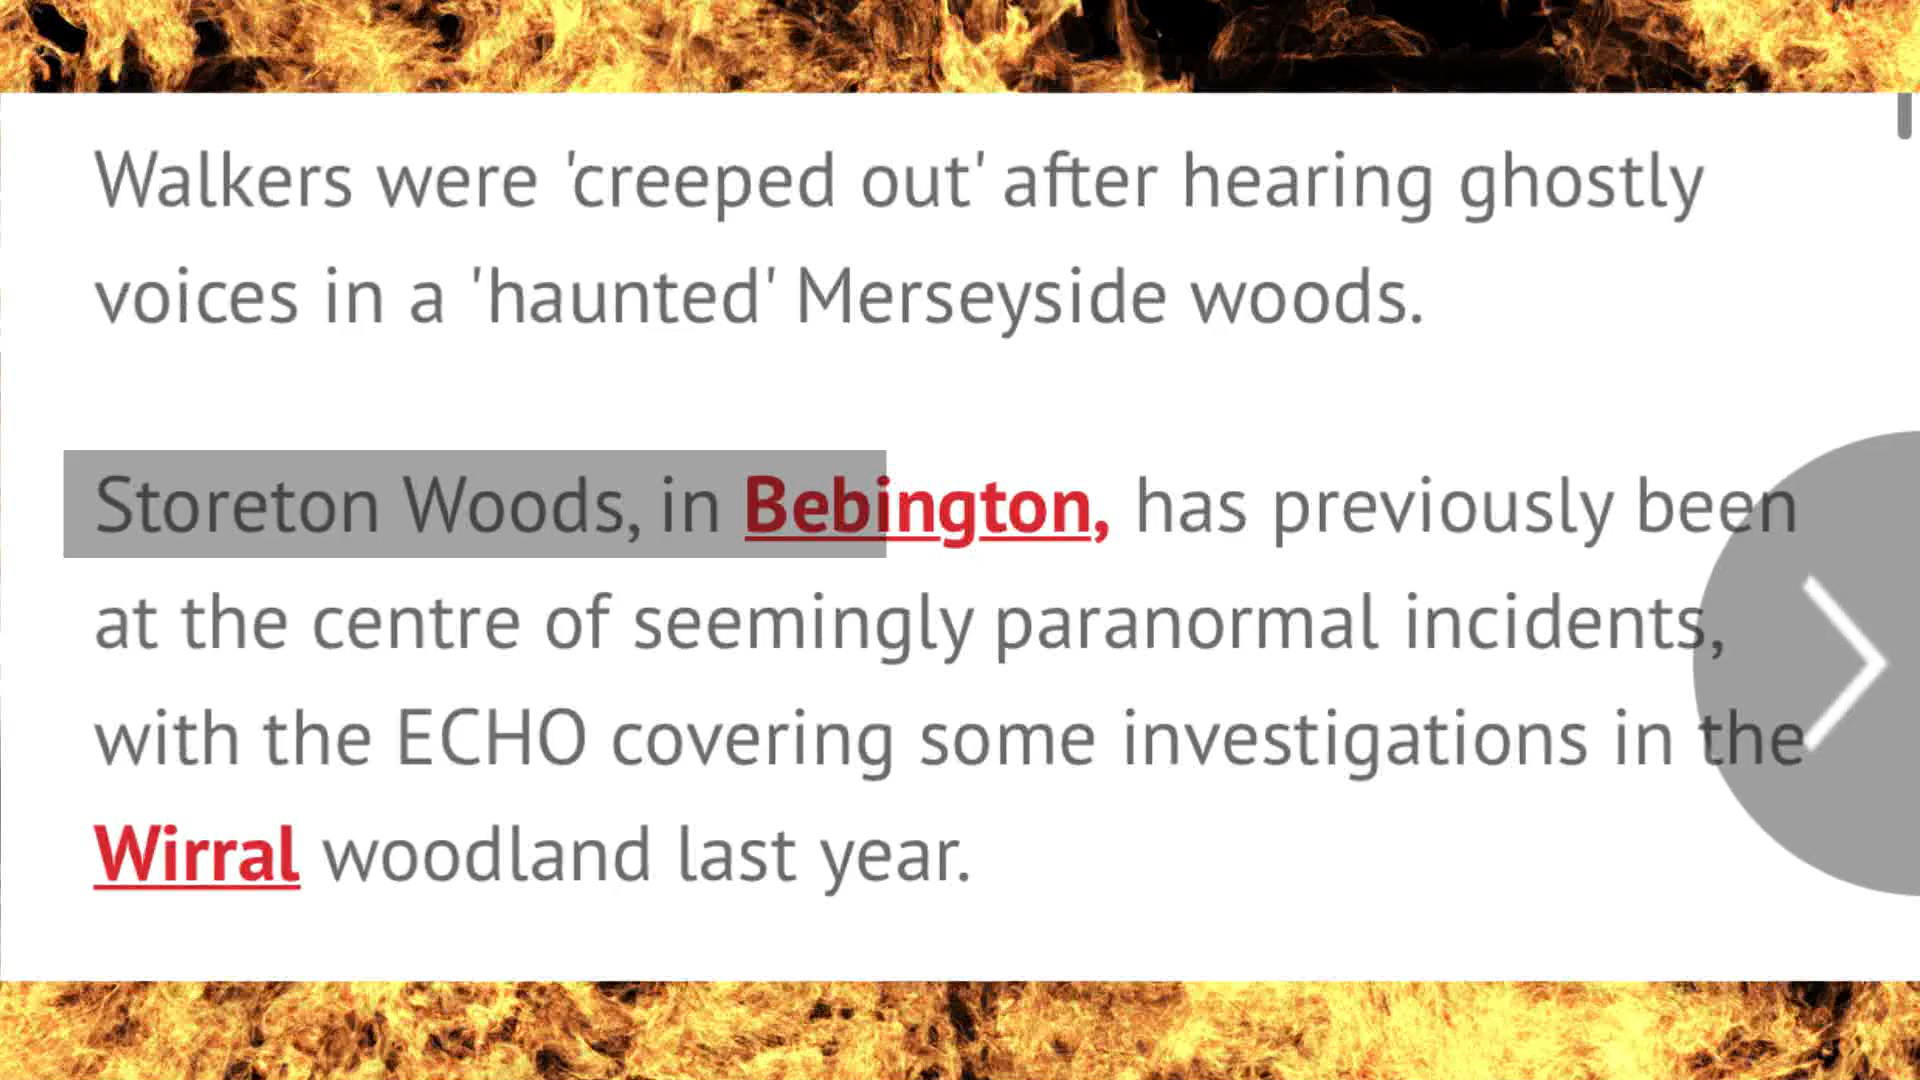 Walkers were 'creeped out' after hearing ghostly
voices in a 'haunted' Merseyside woods.
Storeton Woods, in Bebington, has previously been
at the centre of seemingly paranormal incidents,
with the ECHO covering some investigations in the
Wirral woodland last year.